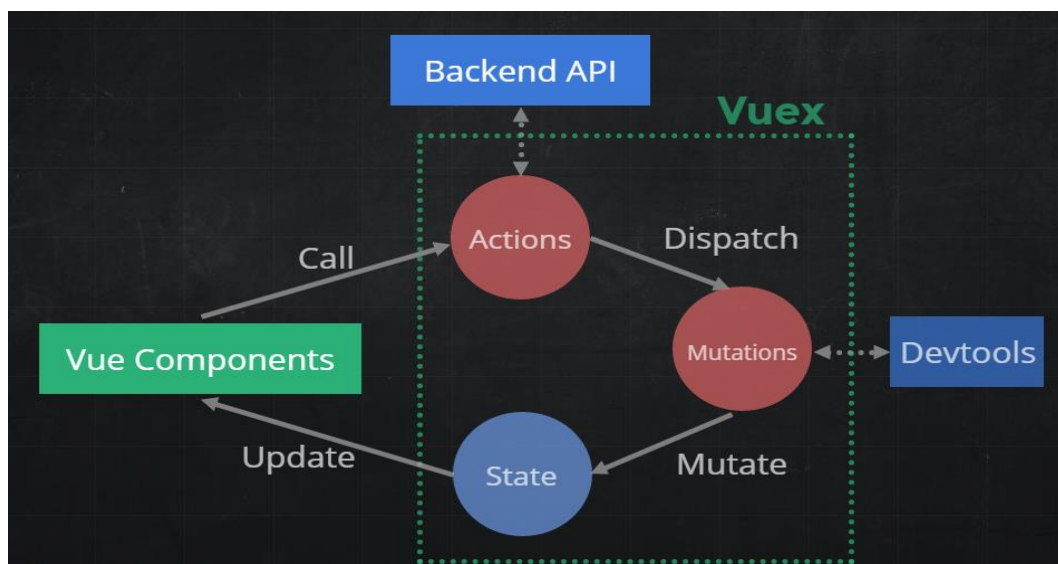 Backend API
Vuex
Actions
Dispatch
Call
Vue Components
Mutations
Devtools
Update
State
Mutate